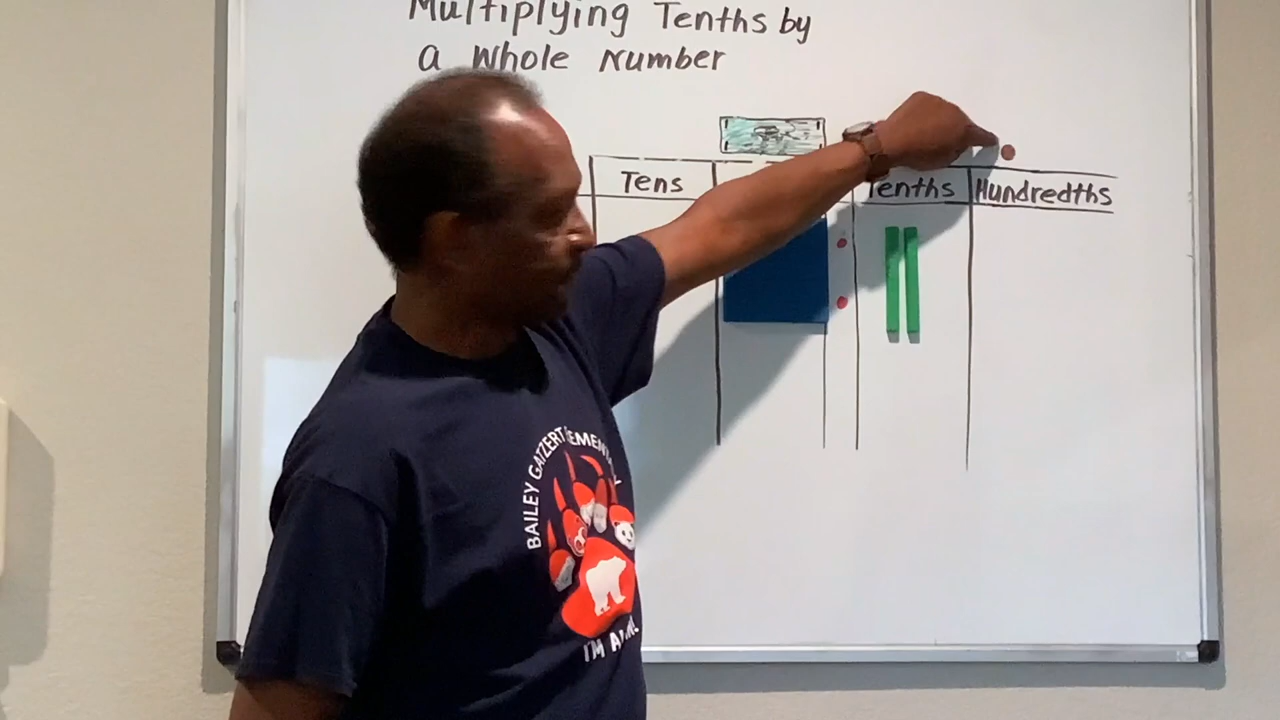 Multiplying Tenths by
a Whole Number
Tens
Tenths
Hundredths
BAILEY GATZERT ELEMENTARY
I'M A